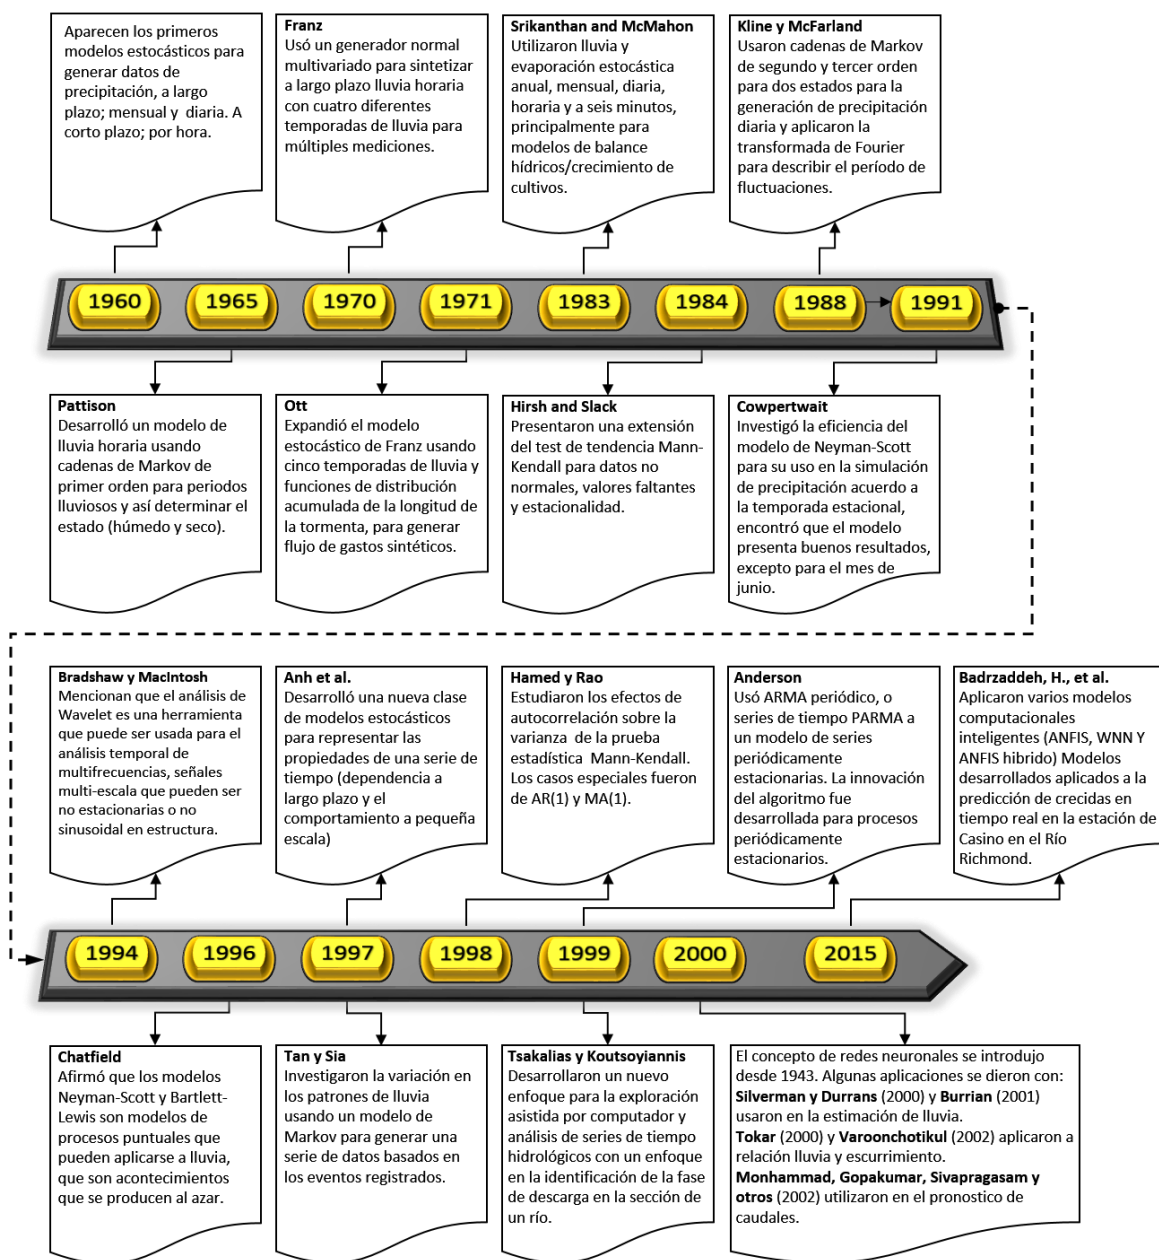 Aparecen los primeros
modelos estocásticos para
generar datos de
precipitación, a largo
plazo; mensual y diaria. A
corto plazo; por hora.
Franz
Usó un generador normal
multivariado para sintetizar
a largo plazo lluvia horaria
con cuatro diferentes
temporadas de lluvia para
múltiples mediciones.
Srikanthan and McMahon
Utilizaron lluvia y
evaporación estocástica
anual, mensual, diaria,
horaria y a seis minutos,
principalmente para
modelos de balance
hídricos/crecimiento de
cultivos.
Kline y McFarland
Usaron cadenas de Markov
de segundo y tercer orden
para dos estados para la
generación de precipitación
diaria y aplicaron la
transformada de Fourier
para describir el período de
fluctuaciones.
1960
1965
1970
1971
1983
1984
1988
1991
Pattison
Desarrolló un modelo de
lluvia horaria usando
cadenas de Markov de
primer orden para periodos
lluviosos y así determinar el
estado (húmedo y seco).
Ott
Expandió el modelo
estocástico de Franz usando
cinco temporadas de lluvia y
funciones de distribución
acumulada de la longitud de
la tormenta, para generar
flujo de gastos sintéticos.
Hirsh and Slack
Presentaron una extensión
del test de tendencia Mann-
Kendall para datos no
normales, valores faltantes
y estacionalidad.
Cowpertwait
Investigó la eficiencia del
modelo de Neyman-Scott
para su uso en la simulación
de precipitación acuerdo a
la temporada estacional,
encontró que el modelo
presenta buenos resultados,
excepto para el mes de
junio.
Bradshaw y MacIntosh
Mencionan que el análisis de
Wavelet es una herramienta
que puede ser usada para el
análisis temporal de
multifrecuencias, señales
multi-escala que pueden ser
no estacionarias o no
sinusoidal en estructura.
Anh et al.
Desarrolló una nueva clase
de modelos estocásticos
para representar las
propiedades de una serie de
tiempo (dependencia a
largo plazo y el
comportamiento a pequeña
escala)
Hamed y Rao
Estudiaron los efectos de
autocorrelación sobre la
varianza de la prueba
estadística Mann-Kendall.
Los casos especiales fueron
de AR(1) y MA(1).
Anderson
Usó ARMA periódico, o
series de tiempo PARMA a
un modelo de series
periódicamente
estacionarias. La innovación
del algoritmo fue
desarrollada para procesos
periódicamente
estacionarios.
Badrzaddeh, H., et al.
Aplicaron varios modelos
computacionales
inteligentes (ANFIS, WNN Y
ANFIS hibrido) Modelos
desarrollados aplicados a la
predicción de crecidas en
tiempo real en la estación de
Casino en el Río
Richmond.
1994
1996
1997
1998
1999
2000
2015
Chatfield
Afirmó que los modelos
Neyman-Scott y Bartlett-
Lewis son modelos de
procesos puntuales que
pueden aplicarse a lluvia,
que son acontecimientos
que se producen al azar.
Tan y Sia
Investigaron la variación en
los patrones de lluvia
usando un modelo de
Markov para generar una
serie de datos basados en
los eventos registrados.
Tsakalias y Koutsoyiannis
Desarrollaron un nuevo
enfoque para la exploración
asistida por computador y
análisis de series de tiempo
hidrológicos con un enfoque
en la identificación de la fase
de descarga en la sección de
un río.
El concepto de redes neuronales se introdujo
desde 1943. Algunas aplicaciones se dieron con:
Silverman y Durrans (2000) y Burrian (2001)
usaron en la estimación de lluvia.
Tokar (2000) y Varoonchotikul (2002) aplicaron a
relación lluvia y escurrimiento.
Monhammad, Gopakumar, Sivapragasam y
otros (2002) utilizaron en el pronostico de
caudales.